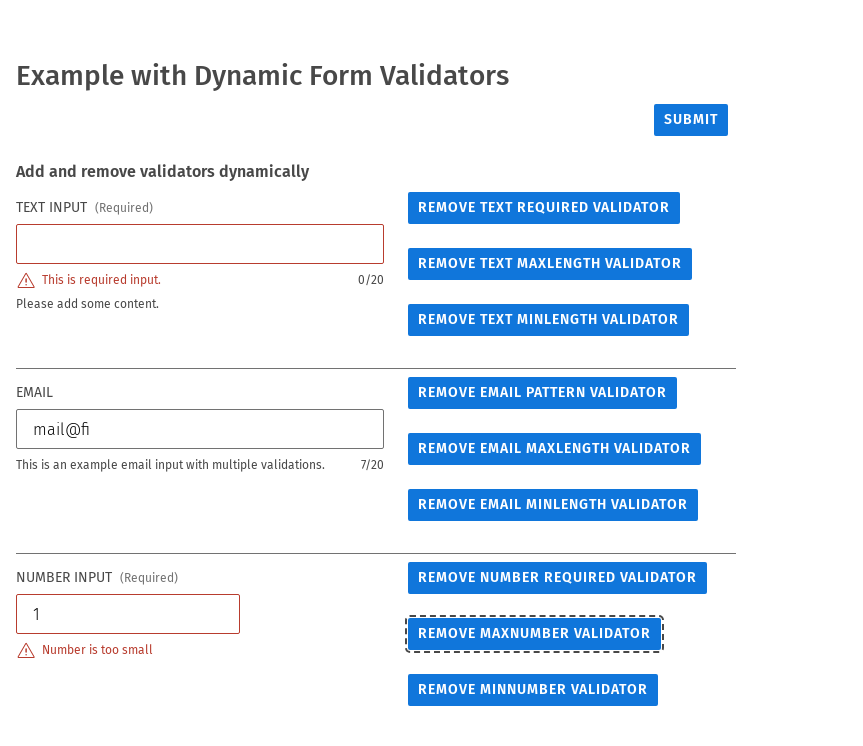 Example with Dynamic Form Validators
SUBMIT
Add and remove validators dynamically
TEXT INPUT (Required)
This is required input.
0/20
Please add some content.
REMOVE TEXT REQUIRED VALIDATOR
REMOVE TEXT MAXLENGTH VALIDATOR
REMOVE TEXT MINLENGTH VALIDATOR
EMAIL
mail@fi
This is an example email input with multiple validations.
7/20
REMOVE EMAIL PATTERN VALIDATOR
REMOVE EMAIL MAXLENGTH VALIDATOR
REMOVE EMAIL MINLENGTH VALIDATOR
NUMBER INPUT (Required)
1
Number is too small
REMOVE NUMBER REQUIRED VALIDATOR
REMOVE MAXNUMBER VALIDATOR
REMOVE MINNUMBER VALIDATOR